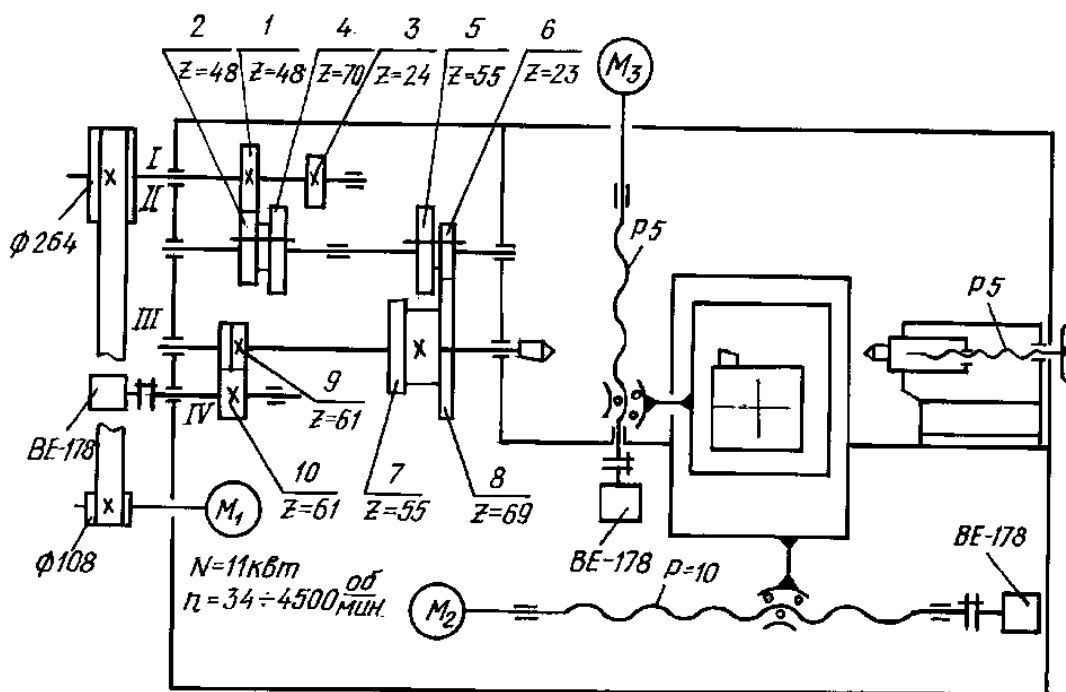 2 1 4 3 5 6
Z=48 Z=48 Z=70 Z=24 Z=55 Z=23
M₃
I
II
ϕ264
p5
p5
III
9
Z=61
IV
BE-178
10
Z=61
7
Z=55
8
Z=69
M₁
ϕ108
N=11квт
n=34÷4500 об/мин.
BE-178
BE-178
M₂
P=10